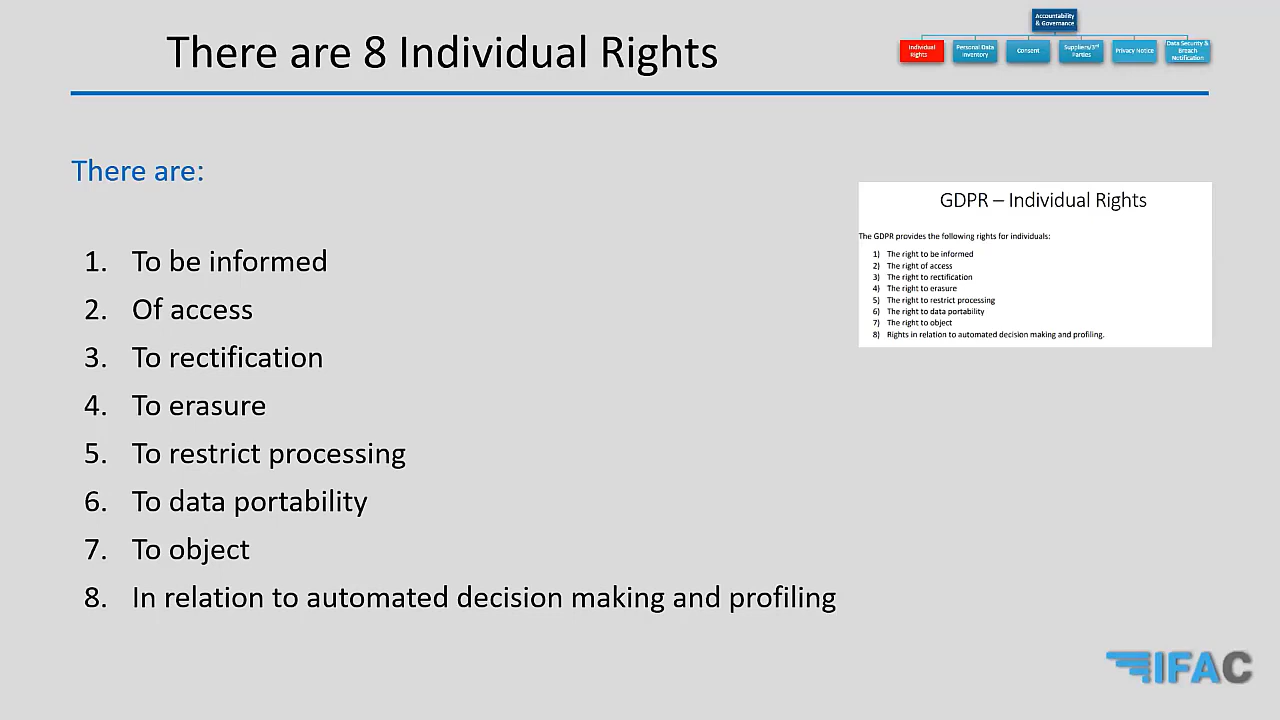 There are 8 Individual Rights
Accountability
& Governance
Individual
Rights
Personal Data
Inventory
Consent
Suppliers/3rd
Parties
Privacy Notice
Data Security &
Breach
Notification
There are:
1. To be informed
2. Of access
3. To rectification
4. To erasure
5. To restrict processing
6. To data portability
7. To object
8. In relation to automated decision making and profiling
GDPR – Individual Rights
The GDPR provides the following rights for individuals:
1) The right to be informed
2) The right of access
3) The right to rectification
4) The right to erasure
5) The right to restrict processing
6) The right to data portability
7) The right to object
8) Rights in relation to automated decision making and profiling.
IFAC